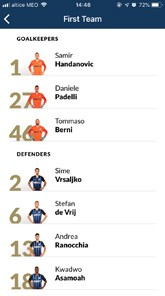 altice MEO 14:48 72%
First Team
GOALKEEPERS
1
Samir
Handanovic
27
Daniele
Padelli
46
Tommaso
Berni
DEFENDERS
2
Sime
Vrsaljko
6
Stefan
de Vrij
13
Andrea
Ranocchia
18
Kwadwo
Asamoah